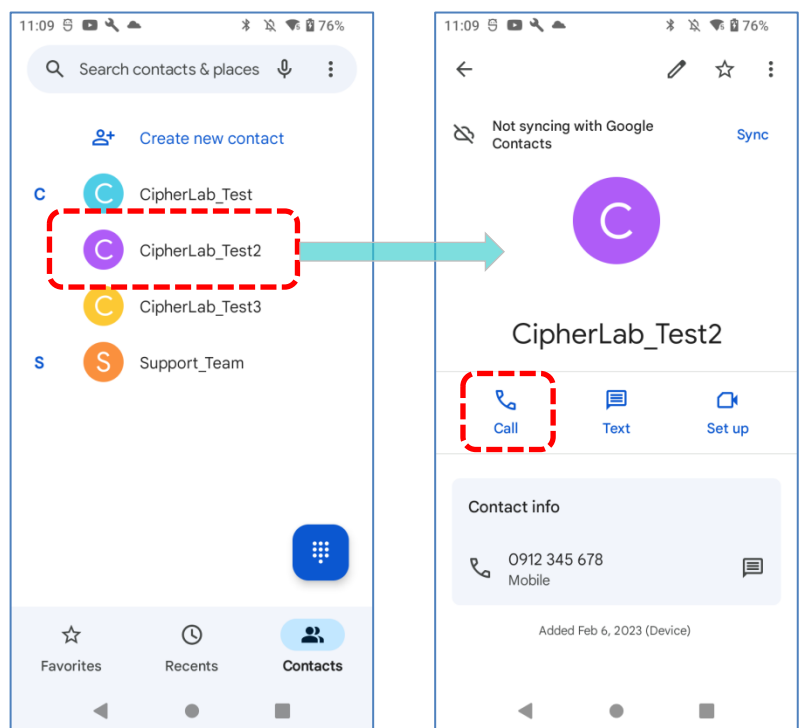 11:09 76%
Search contacts & places
Create new contact
C
C CipherLab_Test
C CipherLab_Test2
C CipherLab_Test3
S
S Support_Team
Favorites Recents Contacts
11:09 76%
Not syncing with Google
Contacts
Sync
C
CipherLab_Test2
Call Text Set up
Contact info
0912 345 678
Mobile
Added Feb 6, 2023 (Device)